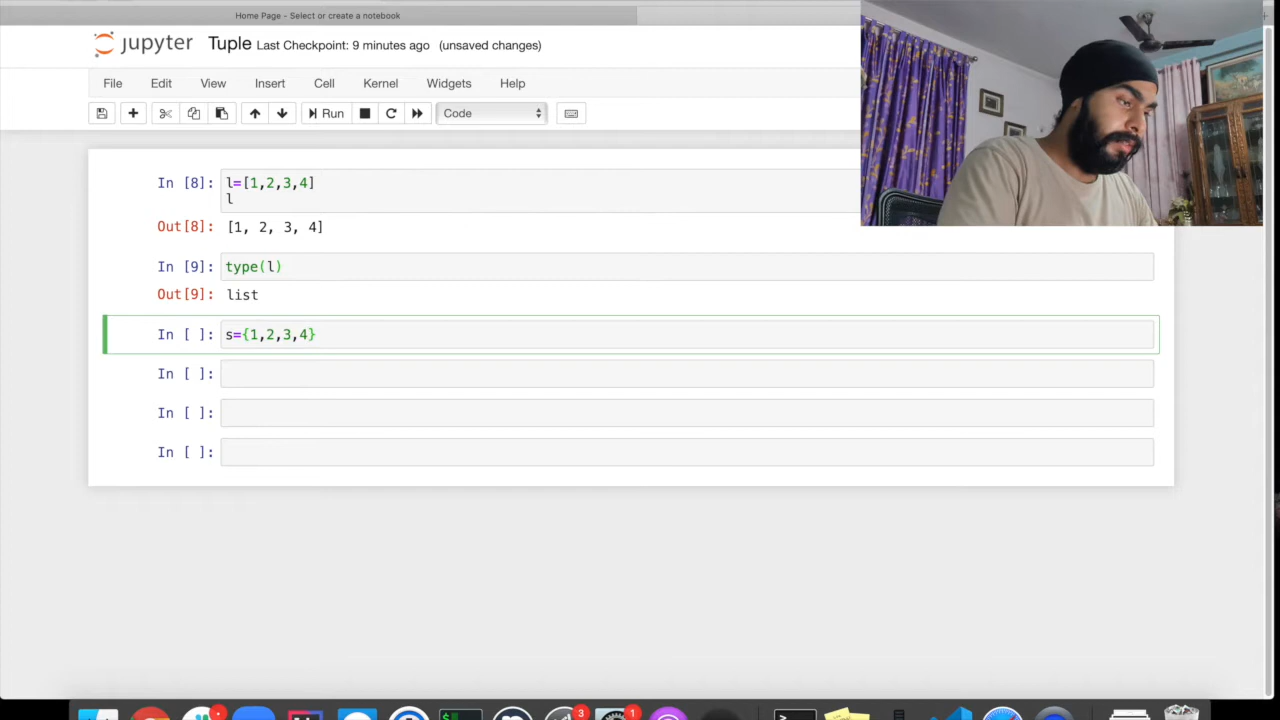 Home Page - Select or create a notebook
jupyter Tuple Last Checkpoint: 9 minutes ago (unsaved changes)
File Edit View Insert Cell Kernel Widgets Help
Run Code
In [8]: l=[1,2,3,4]
l
Out[8]: [1, 2, 3, 4]
In [9]: type(l)
Out[9]: list
In [ ]: s={1,2,3,4}
In [ ]:
In [ ]:
In [ ]:
3 1